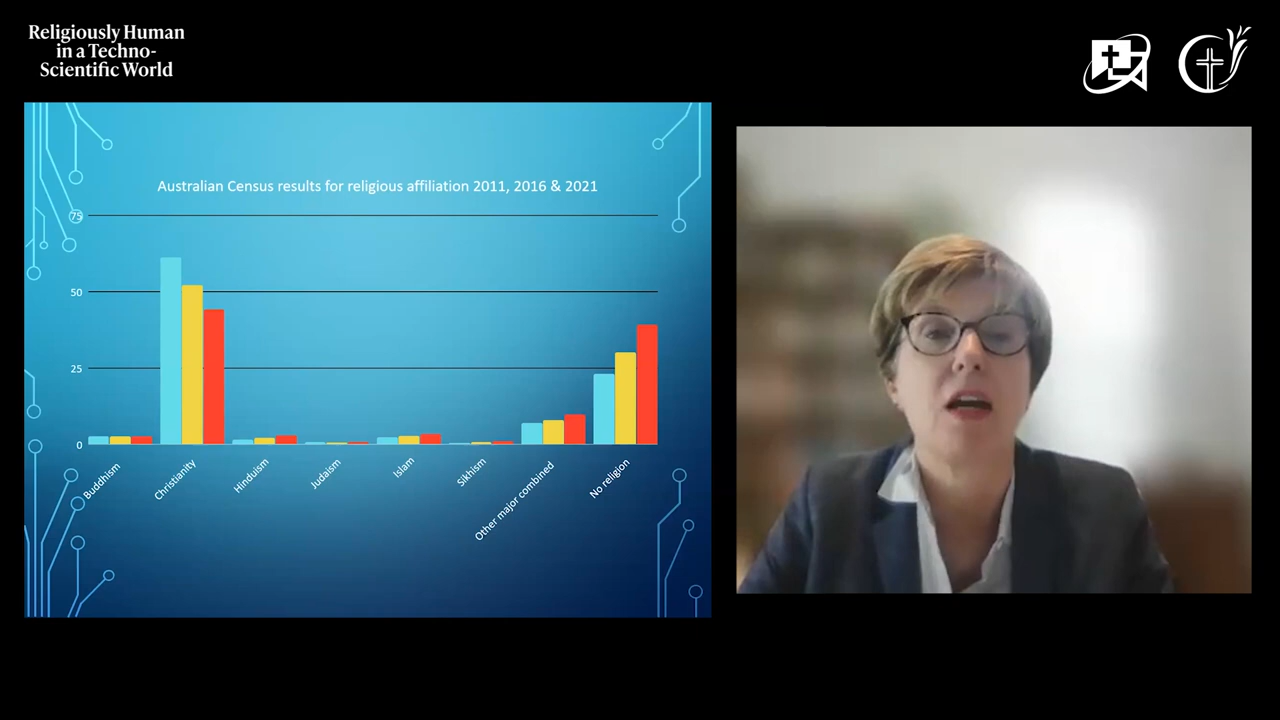 Religiously Human
in a Techno-
Scientific World
Australian Census results for religious affiliation 2011, 2016 & 2021
75
50
25
0
Buddhism
Christianity
Hinduism
Judaism
Islam
Sikhism
Other major combined
No religion